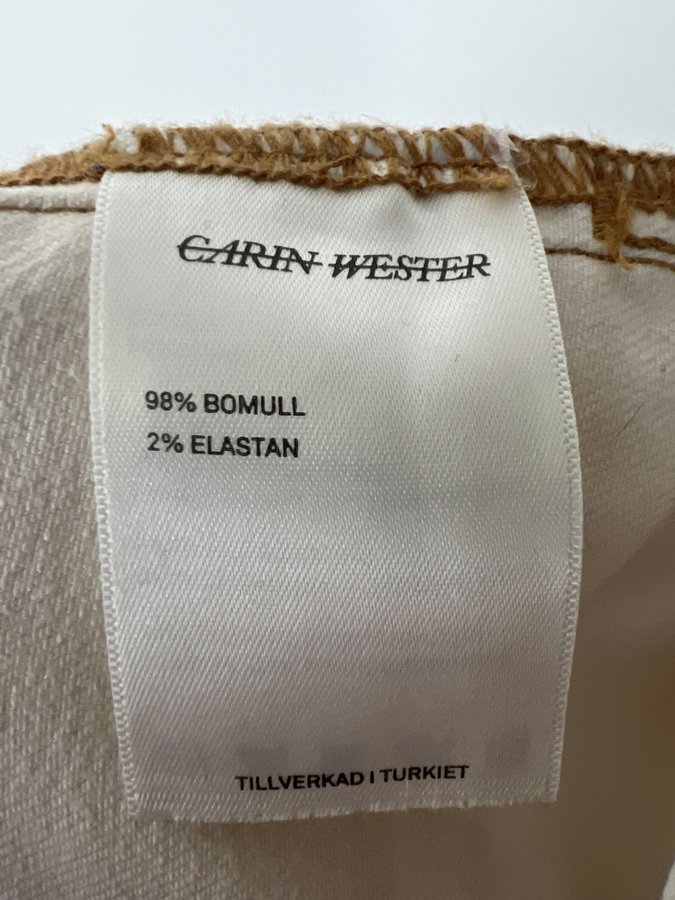 CARIN WESTER
98% BOMULL
2% ELASTAN
TILLVERKAD I TURKIET